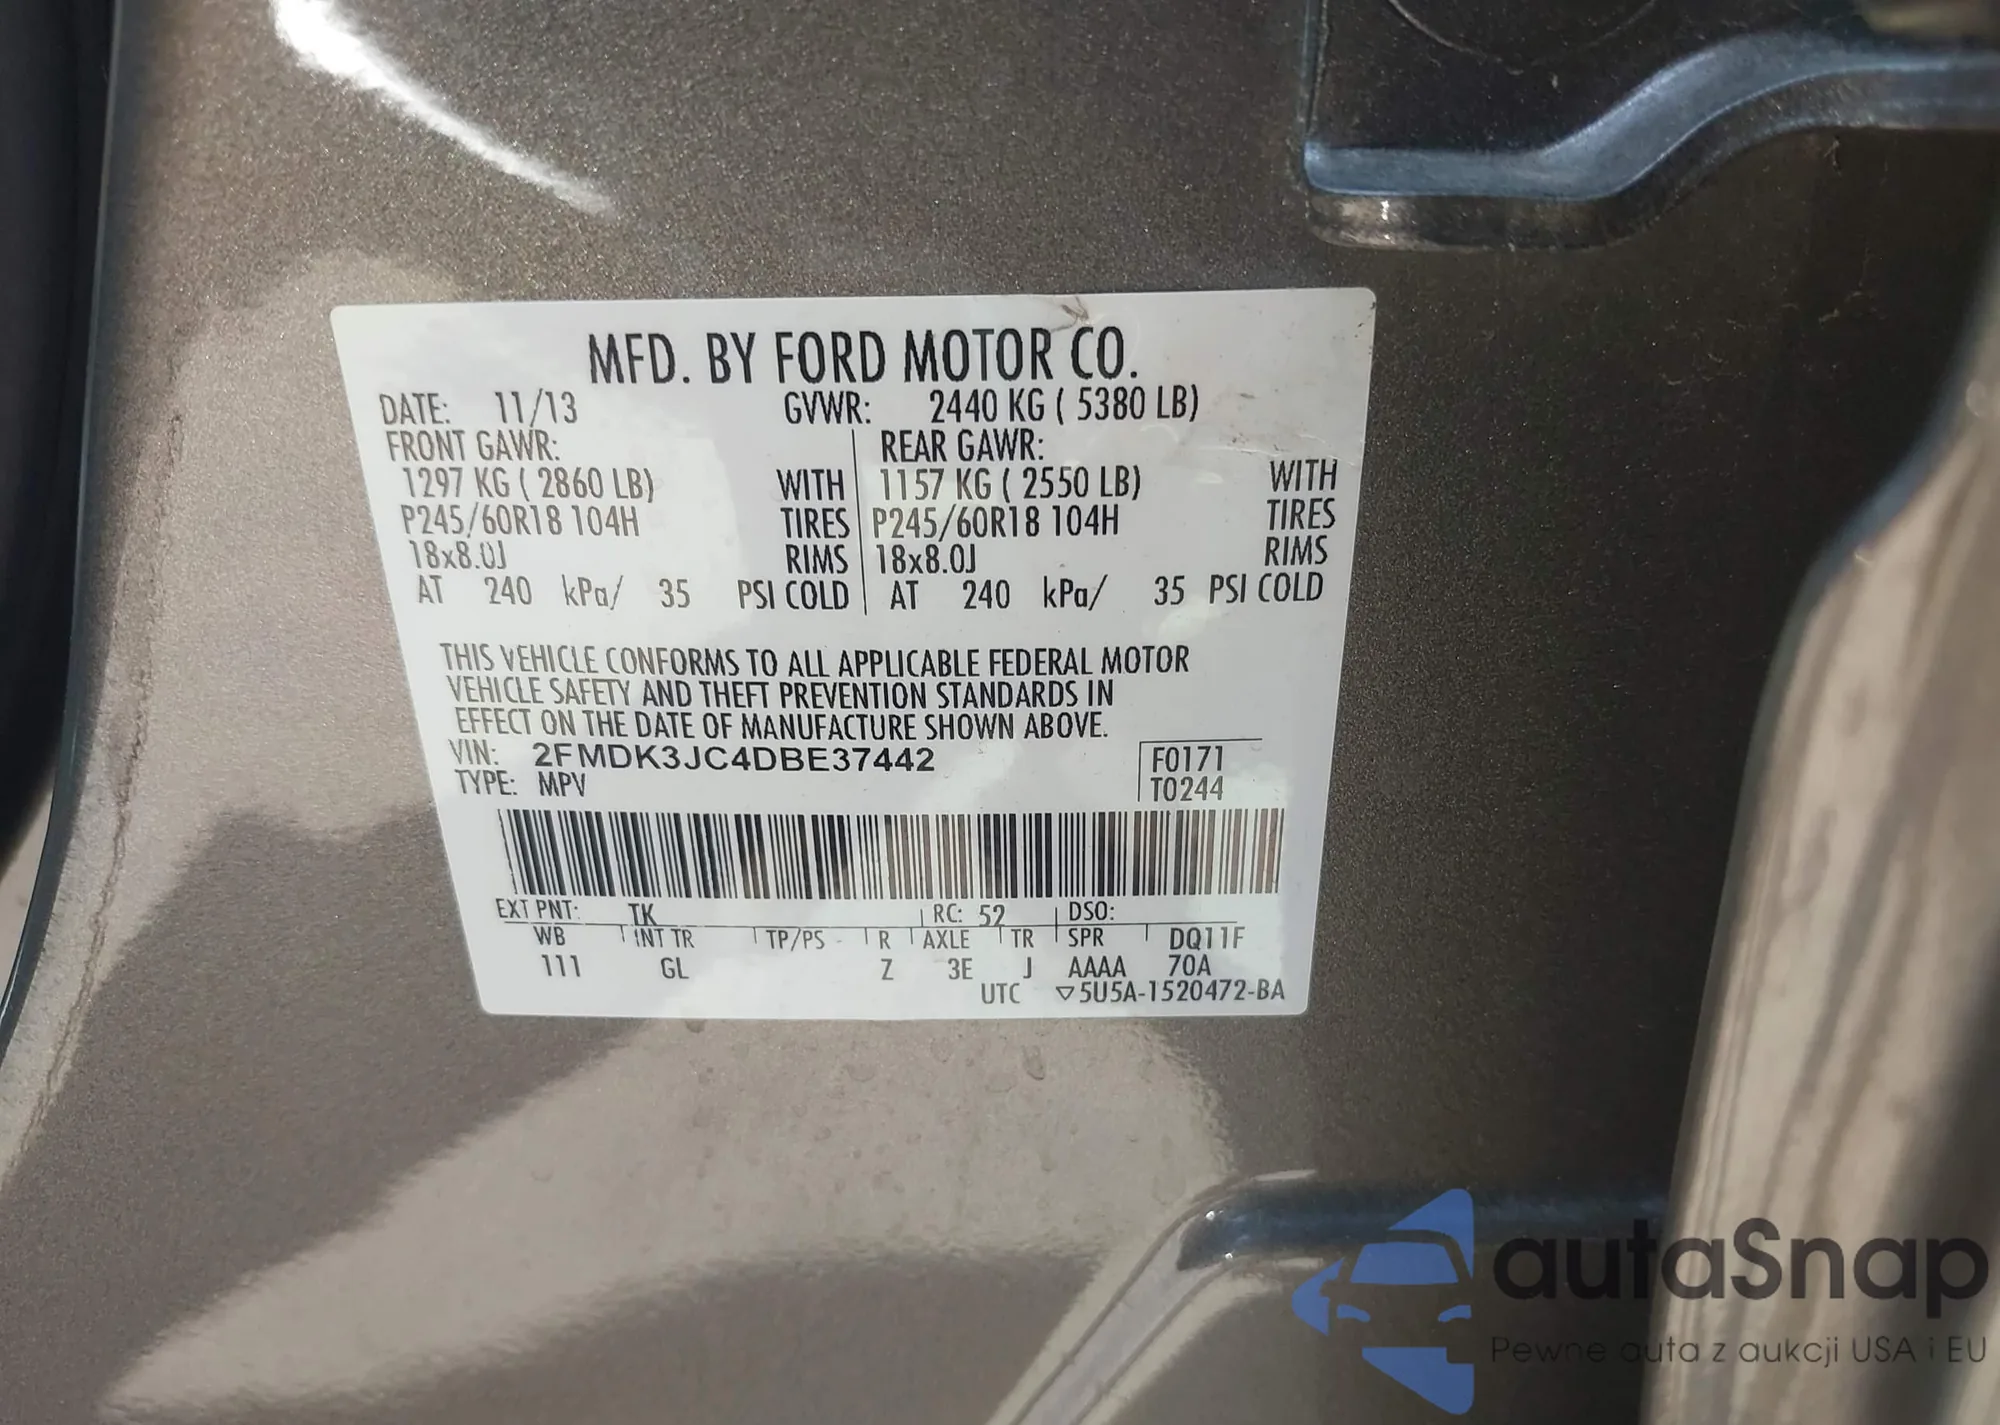 MFD. BY FORD MOTOR CO.
DATE: 11/13 GVWR: 2440 KG ( 5380 LB)
FRONT GAWR: REAR GAWR:
1297 KG ( 2860 LB) WITH 1157 KG ( 2550 LB) WITH
P245/60R18 104H TIRES P245/60R18 104H TIRES
18x8.0J RIMS 18x8.0J RIMS
AT 240 kPa/ 35 PSI COLD AT 240 kPa/ 35 PSI COLD
THIS VEHICLE CONFORMS TO ALL APPLICABLE FEDERAL MOTOR
VEHICLE SAFETY AND THEFT PREVENTION STANDARDS IN
EFFECT ON THE DATE OF MANUFACTURE SHOWN ABOVE.
VIN: 2FMDK3JC4DBE37442 F0171
TYPE: MPV T0244
EXT PNT: TK RC: 52 DSO:
WB INT TR TP/PS R AXLE TR SPR DQ11F
111 GL Z 3E J AAAA 70A
UTC ▽5U5A-1520472-BA
autaSnap
Pewne auta z aukcji USA i EU